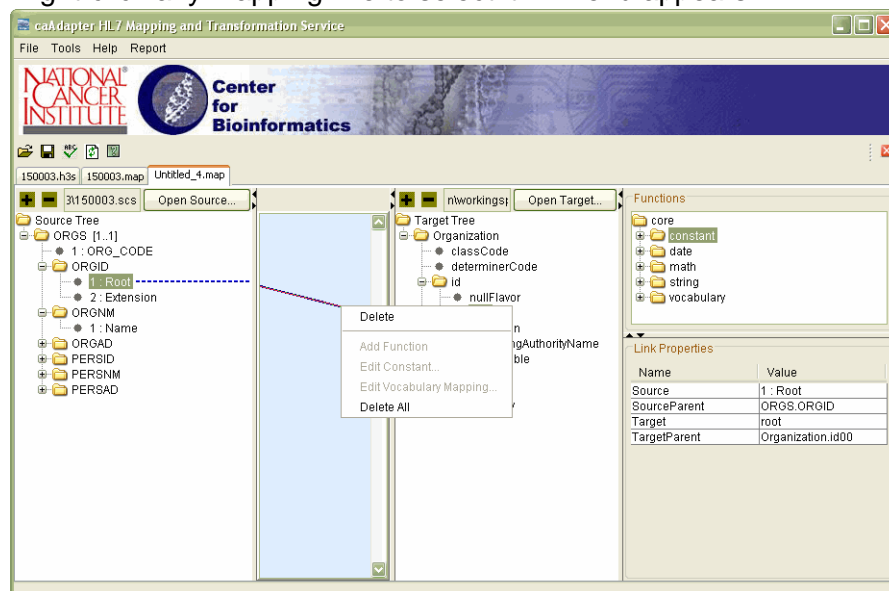 caAdapter HL7 Mapping and Transformation Service
File Tools Help Report
NATIONAL
CANCER
INSTITUTE
Center
for
Bioinformatics
150003.h3s 150003.map Untitled_4.map
3\150003.scs Open Source...
Source Tree
ORGS [1..1]
1 : ORG_CODE
ORGID
1 : Root
2 : Extension
ORGNM
1 : Name
ORGAD
PERSID
PERSNM
PERSAD
Delete
Add Function
Edit Constant...
Edit Vocabulary Mapping...
Delete All
n\workings Open Target...
Target Tree
Organization
classCode
determinerCode
id
nullFlavor
n
ngAuthorityName
ble
Functions
core
constant
date
math
string
vocabulary
Link Properties
Name Value
Source 1 : Root
SourceParent ORGS.ORGID
Target root
TargetParent Organization.id00